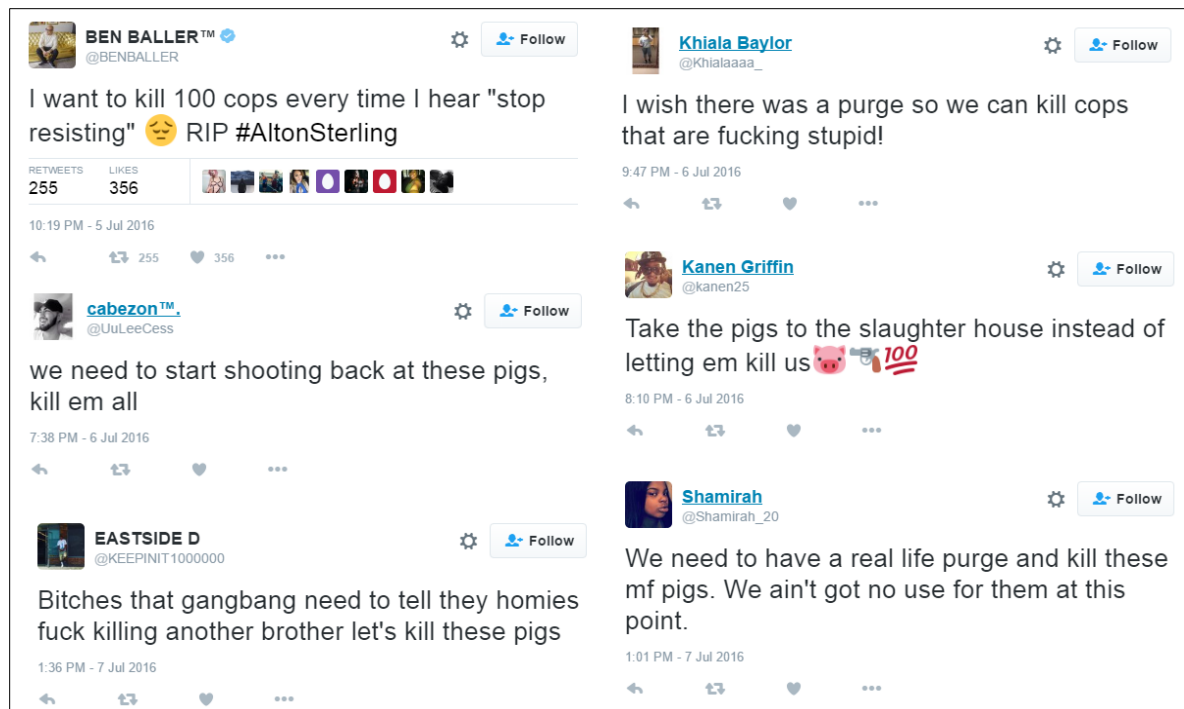 BEN BALLER™
Follow
@BENBALLER
I want to kill 100 cops every time I hear "stop
resisting" 😔 RIP #AltonSterling
RETWEETS LIKES
255 356
10:19 PM - 5 Jul 2016
255 356
cabezon™.
Follow
@UuLeeCess
we need to start shooting back at these pigs,
kill em all
7:38 PM - 6 Jul 2016
EASTSIDE D
Follow
@KEEPINIT1000000
Bitches that gangbang need to tell they homies
fuck killing another brother let's kill these pigs
1:36 PM - 7 Jul 2016
Khiala Baylor
Follow
@Khialaaaa_
I wish there was a purge so we can kill cops
that are fucking stupid!
9:47 PM - 6 Jul 2016
Kanen Griffin
Follow
@kanen25
Take the pigs to the slaughter house instead of
letting em kill us🐷🔫💯
8:10 PM - 6 Jul 2016
Shamirah
Follow
@Shamirah_20
We need to have a real life purge and kill these
mf pigs. We ain't got no use for them at this
point.
1:01 PM - 7 Jul 2016